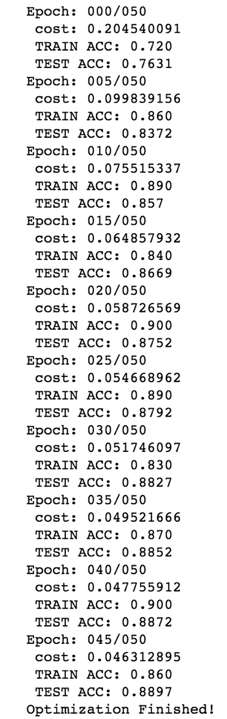 Epoch: 000/050
cost: 0.204540091
TRAIN ACC: 0.720
TEST ACC: 0.7631
Epoch: 005/050
cost: 0.099839156
TRAIN ACC: 0.860
TEST ACC: 0.8372
Epoch: 010/050
cost: 0.075515337
TRAIN ACC: 0.890
TEST ACC: 0.857
Epoch: 015/050
cost: 0.064857932
TRAIN ACC: 0.840
TEST ACC: 0.8669
Epoch: 020/050
cost: 0.058726569
TRAIN ACC: 0.900
TEST ACC: 0.8752
Epoch: 025/050
cost: 0.054668962
TRAIN ACC: 0.890
TEST ACC: 0.8792
Epoch: 030/050
cost: 0.051746097
TRAIN ACC: 0.830
TEST ACC: 0.8827
Epoch: 035/050
cost: 0.049521666
TRAIN ACC: 0.870
TEST ACC: 0.8852
Epoch: 040/050
cost: 0.047755912
TRAIN ACC: 0.900
TEST ACC: 0.8872
Epoch: 045/050
cost: 0.046312895
TRAIN ACC: 0.860
TEST ACC: 0.8897
Optimization Finished!